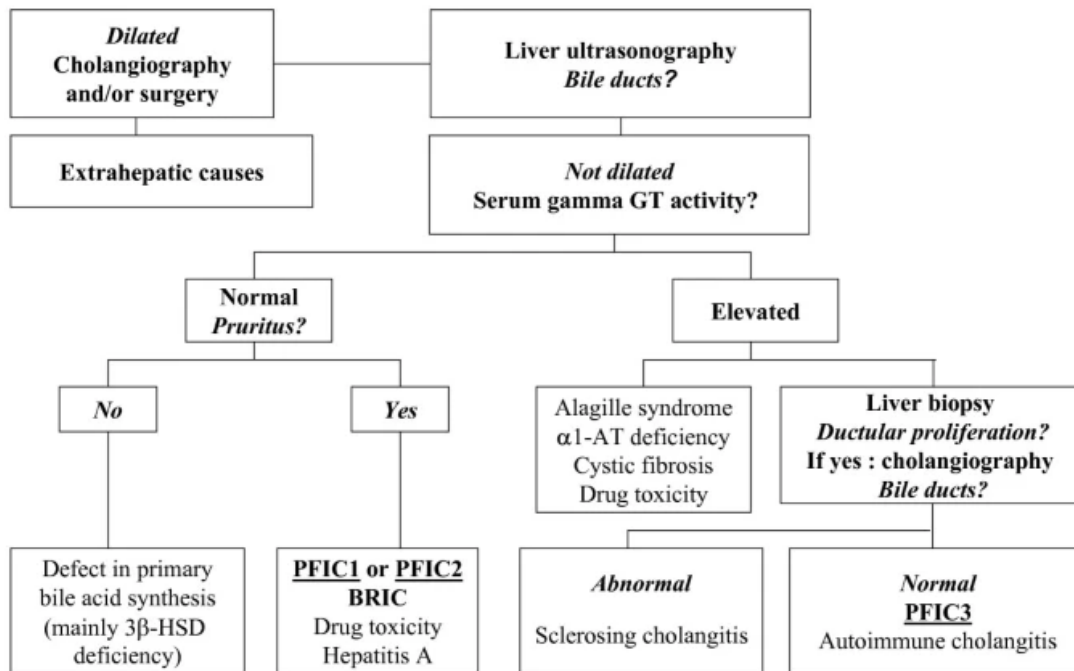 Dilated
Cholangiography
and/or surgery
Liver ultrasonography
Bile ducts?
Extrahepatic causes
Not dilated
Serum gamma GT activity?
Normal
Pruritus?
Elevated
No
Yes
Alagille syndrome
α1-AT deficiency
Cystic fibrosis
Drug toxicity
Liver biopsy
Ductular proliferation?
If yes : cholangiography
Bile ducts?
Defect in primary
bile acid synthesis
(mainly 3β-HSD
deficiency)
PFIC1 or PFIC2
BRIC
Drug toxicity
Hepatitis A
Abnormal
Sclerosing cholangitis
Normal
PFIC3
Autoimmune cholangitis